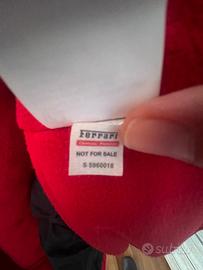 Ferrari
NOT FOR SALE
S 5960018
subito